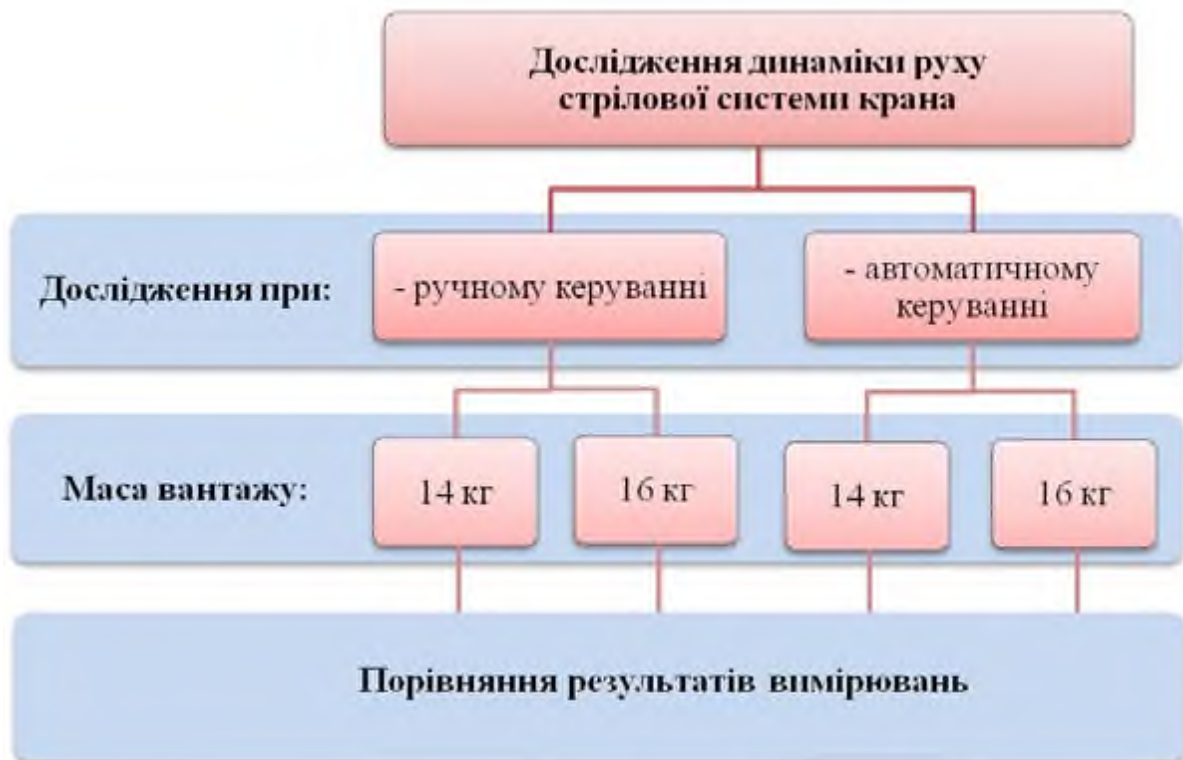 Дослідження динаміки руху
стрілової системи крана
Дослідження при:
- ручному керуванні
- автоматичному
керуванні
Маса вантажу:
14 кг
16 кг
14 кг
16 кг
Порівняння результатів вимірювань